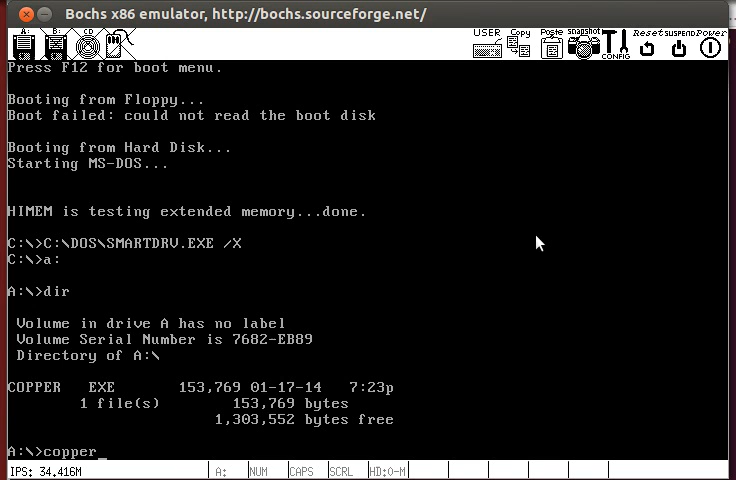 Bochs x86 emulator, http://bochs.sourceforge.net/
A: B: CD USER Copy Paste snapshot CONFIG Reset SUSPEND Power
Press F12 for boot menu.
Booting from Floppy...
Boot failed: could not read the boot disk
Booting from Hard Disk...
Starting MS-DOS...
HIMEM is testing extended memory...done.
C:\>C:\DOS\SMARTDRV.EXE /X
C:\>a:
A:\>dir
Volume in drive A has no label
Volume Serial Number is 7682-EB89
Directory of A:\
COPPER EXE 153,769 01-17-14 7:23p
1 file(s) 153,769 bytes
1,303,552 bytes free
A:\>copper_
IPS: 34.416M A: NUM CAPS SCRL HD:0-M